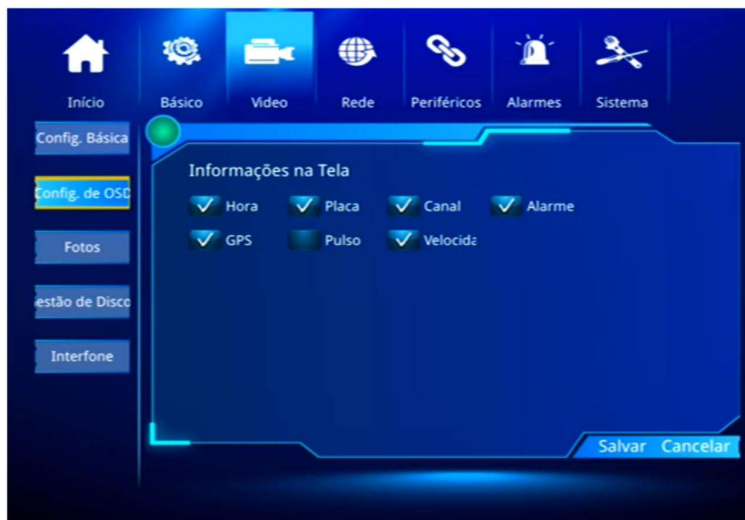 Início Básico Video Rede Periféricos Alarmes Sistema
Config. Básica
Config. de OSD
Fotos
estão de Disco
Interfone
Informações na Tela
Hora Placa Canal Alarme
GPS Pulso Velocida
Salvar Cancelar